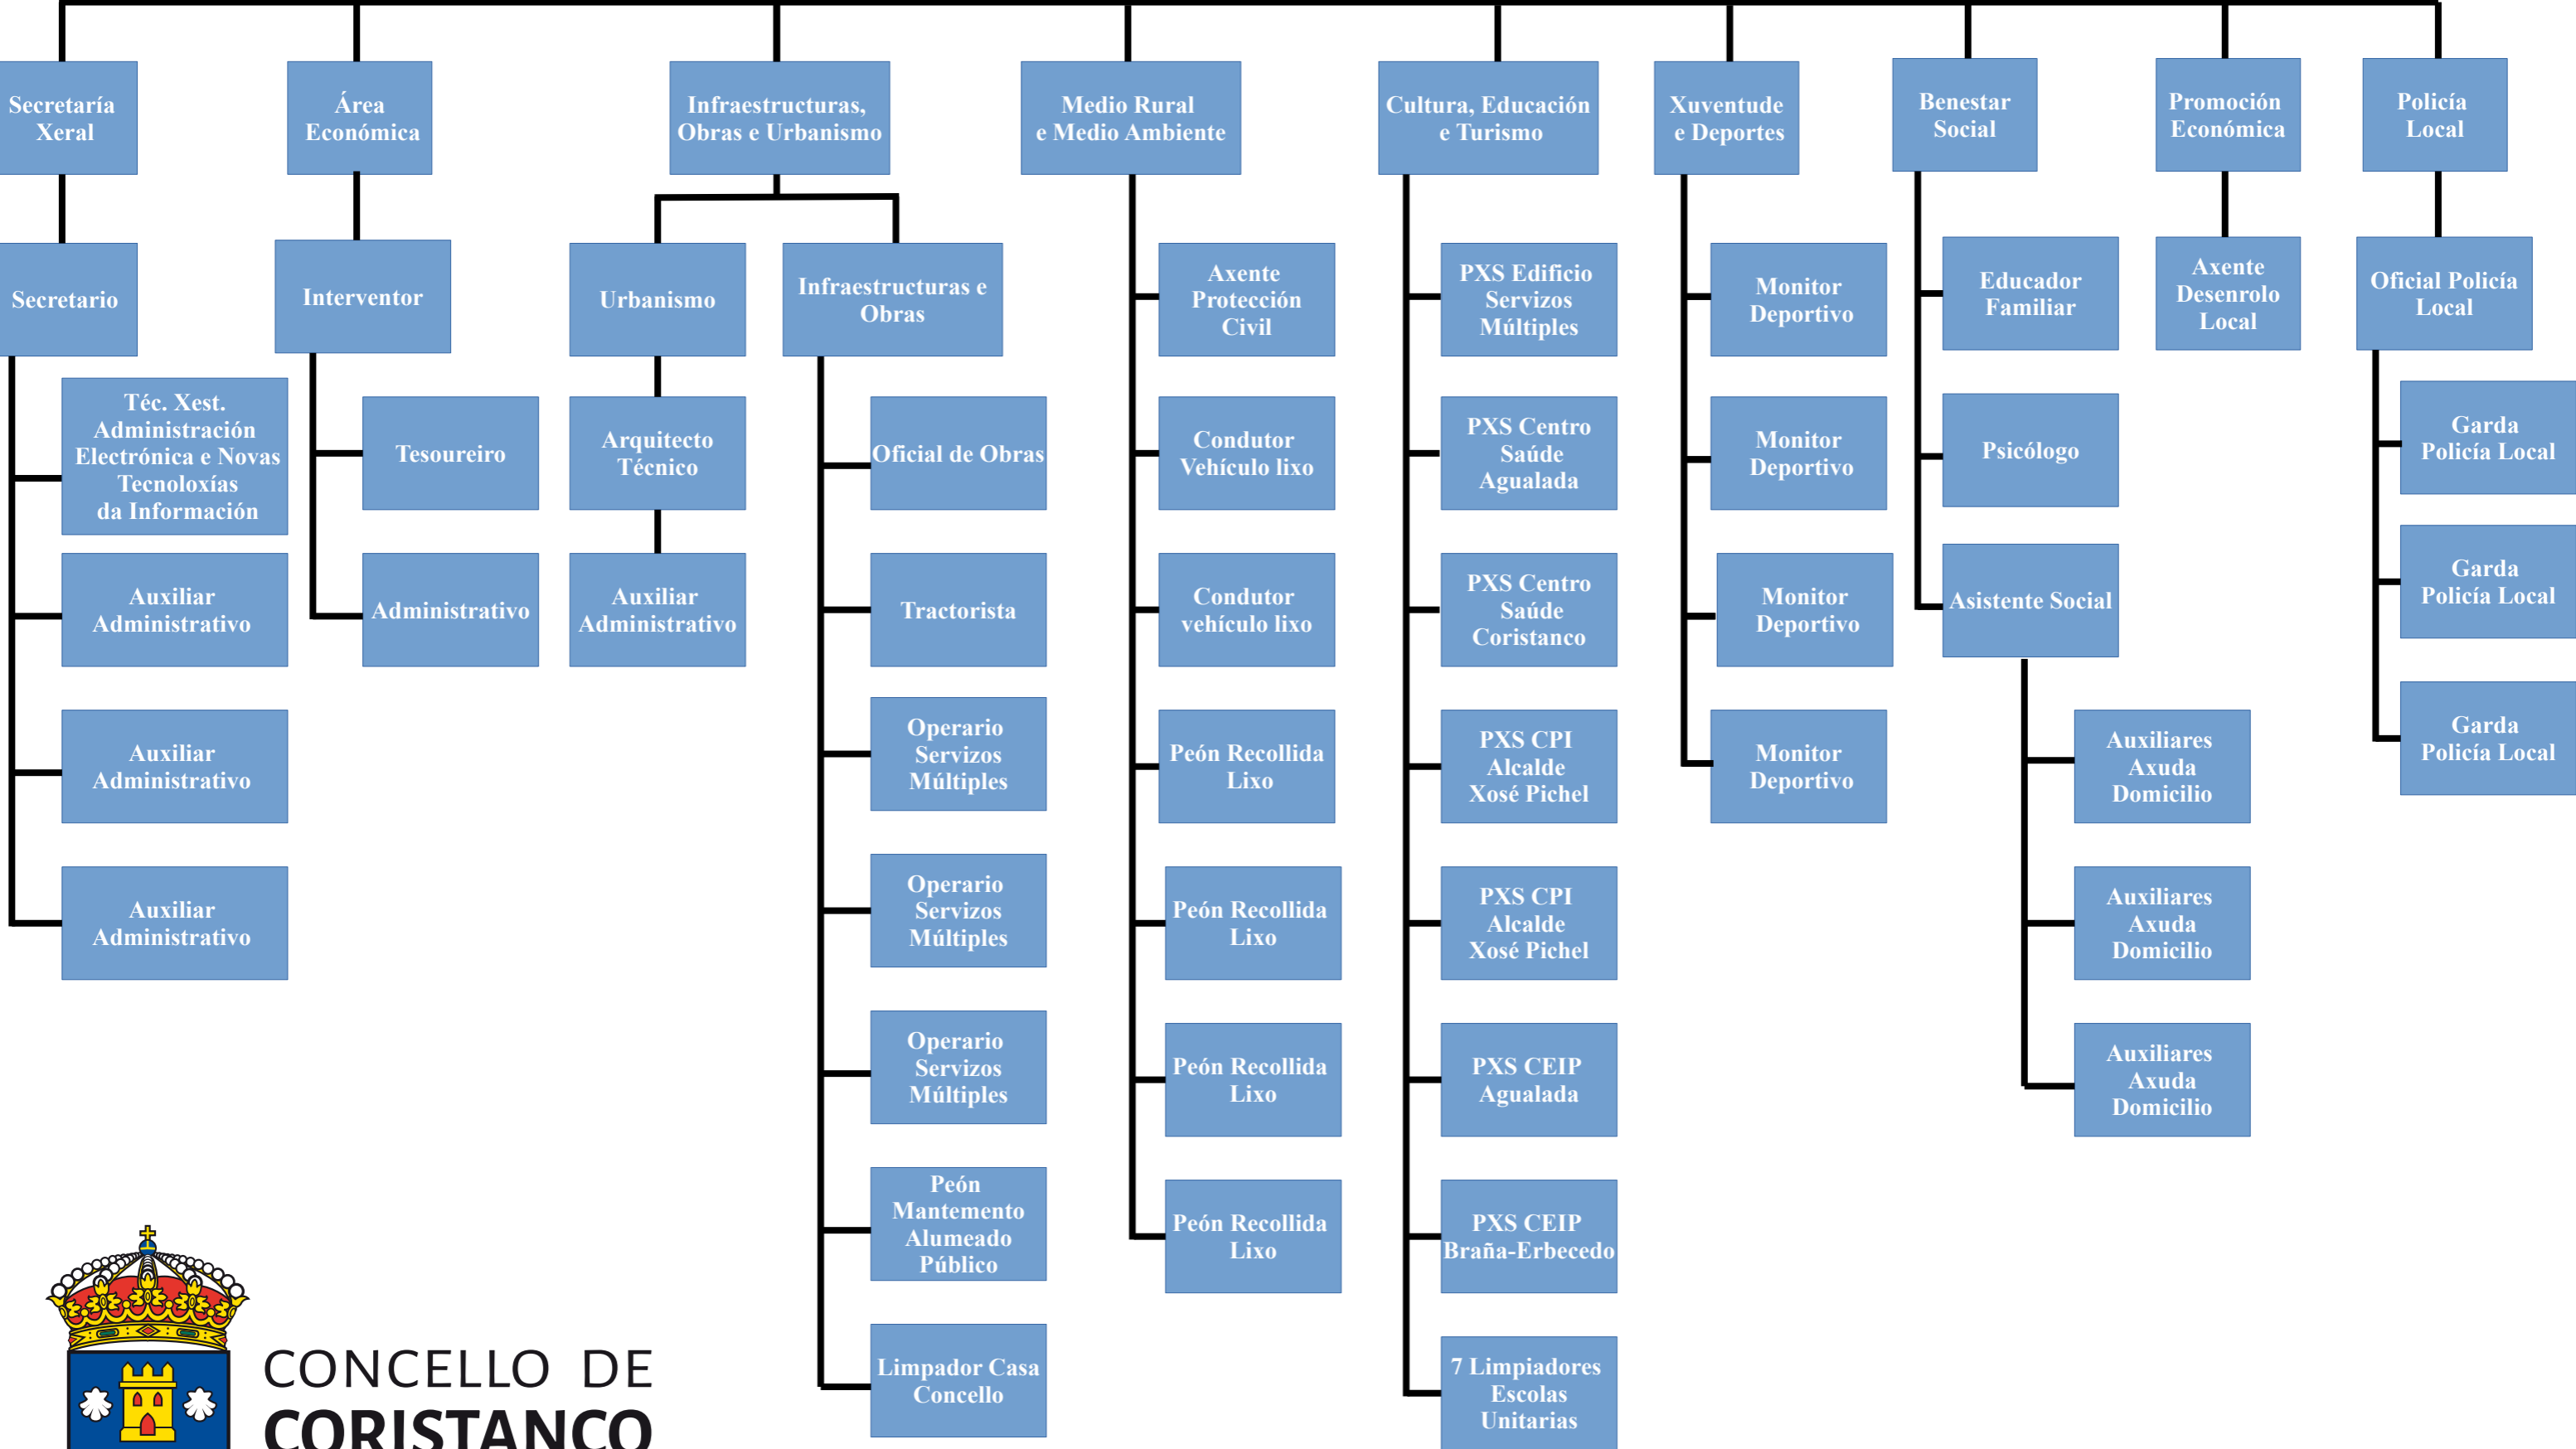 Secretaría
Xeral
Área
Económica
Infraestructuras,
Obras e Urbanismo
Medio Rural
e Medio Ambiente
Cultura, Educación
e Turismo
Xuventude
e Deportes
Benestar
Social
Promoción
Económica
Policía
Local
Secretario
Téc. Xest.
Administración
Electrónica e Novas
Tecnoloxías
da Información
Auxiliar
Administrativo
Auxiliar
Administrativo
Auxiliar
Administrativo
Interventor
Tesoureiro
Administrativo
Urbanismo
Arquitecto
Técnico
Auxiliar
Administrativo
Infraestructuras e
Obras
Oficial de Obras
Tractorista
Operario
Servizos
Múltiples
Operario
Servizos
Múltiples
Operario
Servizos
Múltiples
Peón
Mantemento
Alumeado
Público
Limpador Casa
Concello
Axente
Protección
Civil
Condutor
Vehículo lixo
Condutor
vehículo lixo
Peón Recollida
Lixo
Peón Recollida
Lixo
Peón Recollida
Lixo
Peón Recollida
Lixo
PXS Edificio
Servizos
Múltiples
PXS Centro
Saúde
Agualada
PXS Centro
Saúde
Coristanco
PXS CPI
Alcalde
Xosé Pichel
PXS CPI
Alcalde
Xosé Pichel
PXS CEIP
Agualada
PXS CEIP
Braña-Erbecedo
7 Limpiadores
Escolas
Unitarias
Monitor
Deportivo
Monitor
Deportivo
Monitor
Deportivo
Monitor
Deportivo
Educador
Familiar
Psicólogo
Asistente Social
Auxiliares
Axuda
Domicilio
Auxiliares
Axuda
Domicilio
Auxiliares
Axuda
Domicilio
Axente
Desenrolo
Local
Oficial Policía
Local
Garda
Policía Local
Garda
Policía Local
Garda
Policía Local
CONCELLO DE
CORISTANCO